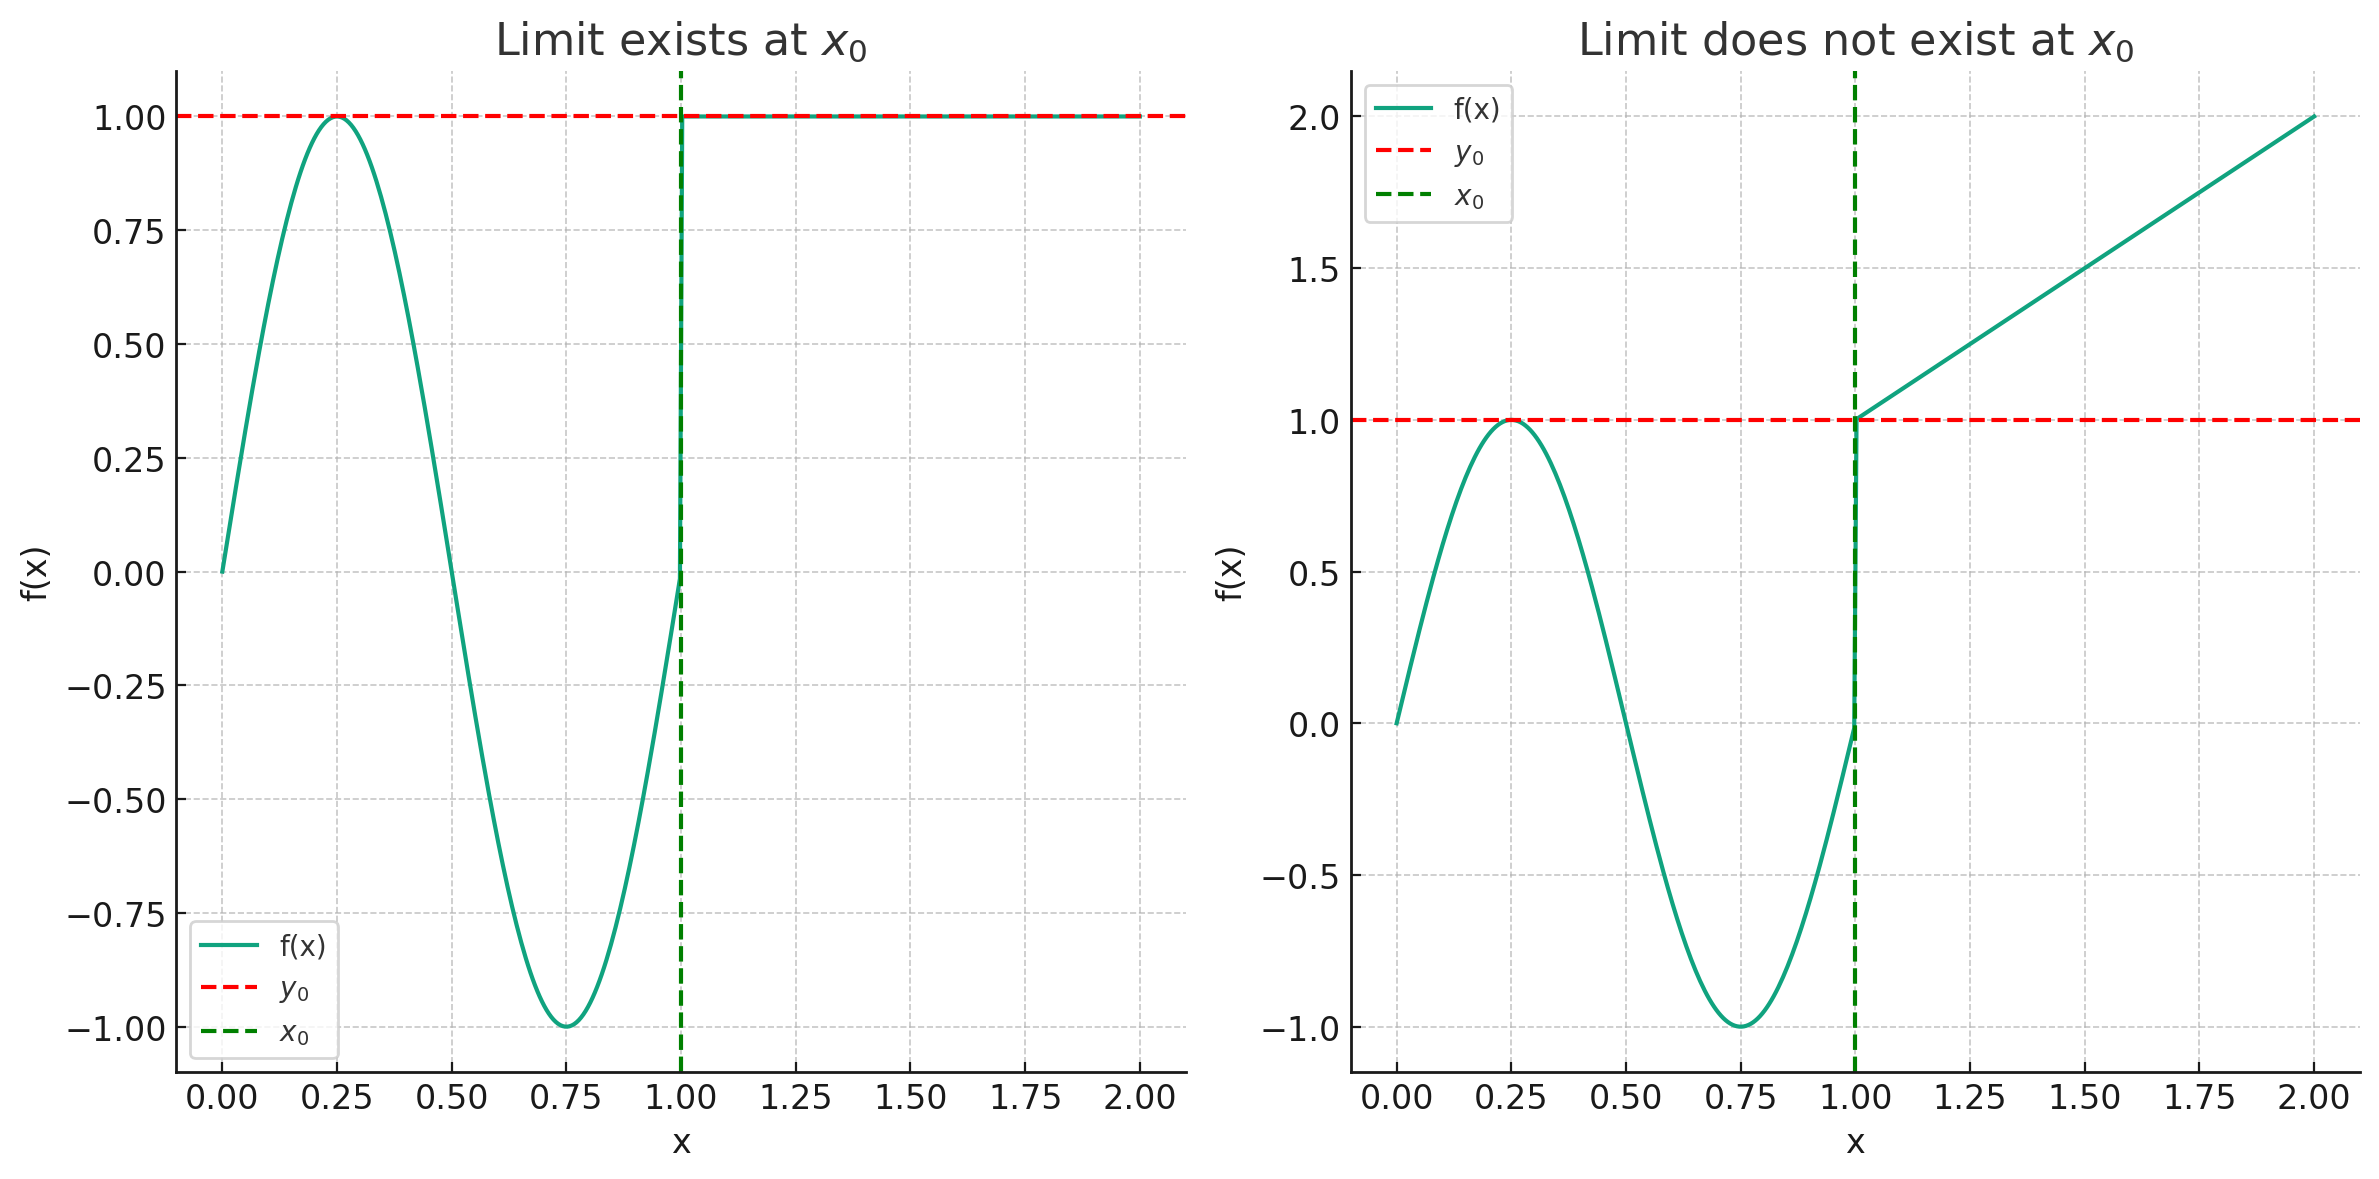 Limit exists at x₀
1.00
0.75
0.50
0.25
0.00
−0.25
−0.50
−0.75
−1.00
f(x)
f(x)
y₀
x₀
0.00 0.25 0.50 0.75 1.00 1.25 1.50 1.75 2.00
x
Limit does not exist at x₀
f(x)
y₀
x₀
2.0
1.5
1.0
0.5
0.0
−0.5
−1.0
f(x)
0.00 0.25 0.50 0.75 1.00 1.25 1.50 1.75 2.00
x